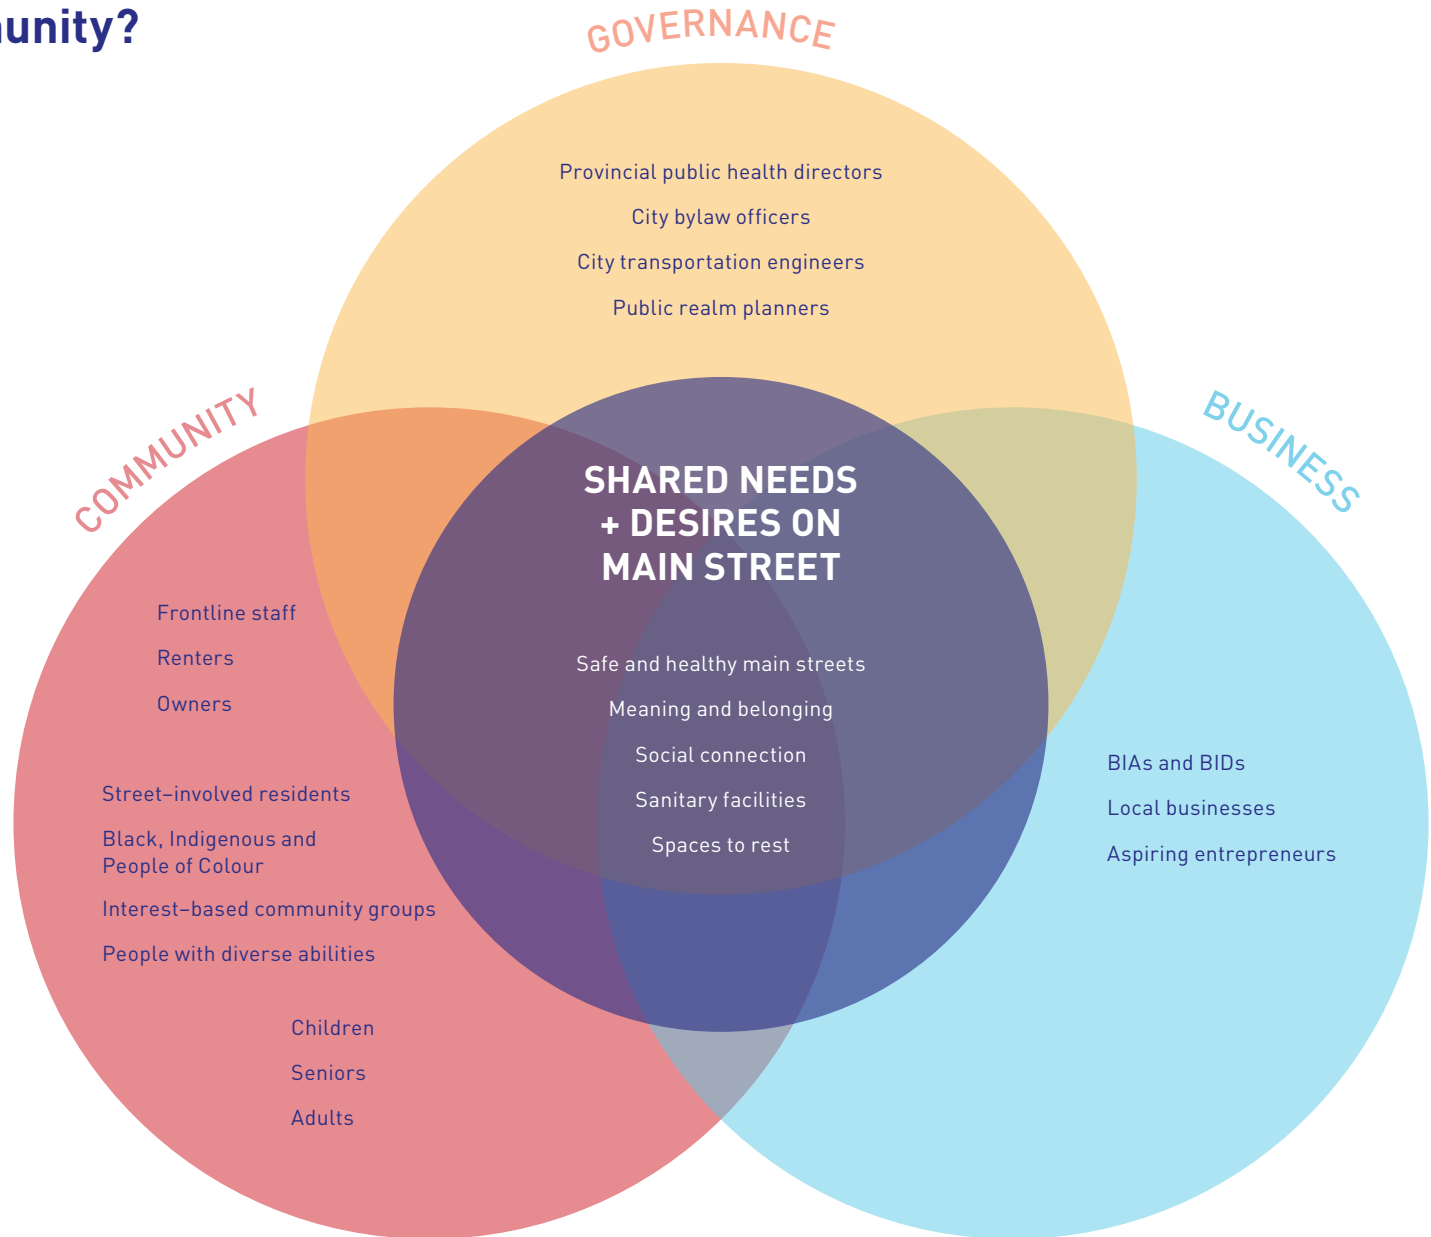 unity?
GOVERNANCE
Provincial public health directors
City bylaw officers
City transportation engineers
Public realm planners
COMMUNITY
BUSINESS
SHARED NEEDS
+ DESIRES ON
MAIN STREET
Frontline staff
Renters
Owners
Safe and healthy main streets
Meaning and belonging
Social connection
Sanitary facilities
Spaces to rest
BIAs and BIDs
Local businesses
Aspiring entrepreneurs
Street–involved residents
Black, Indigenous and
People of Colour
Interest–based community groups
People with diverse abilities
Children
Seniors
Adults